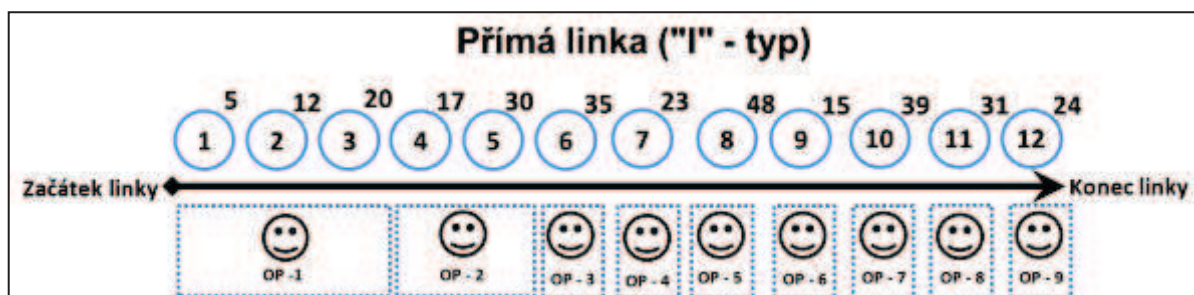 Přímá linka ("I" - typ)
5 12 20 17 30 35 23 48 15 39 31 24
1 2 3 4 5 6 7 8 9 10 11 12
Začátek linky Konec linky
OP -1 OP - 2 OP - 3 OP - 4 OP - 5 OP - 6 OP - 7 OP - 8 OP - 9